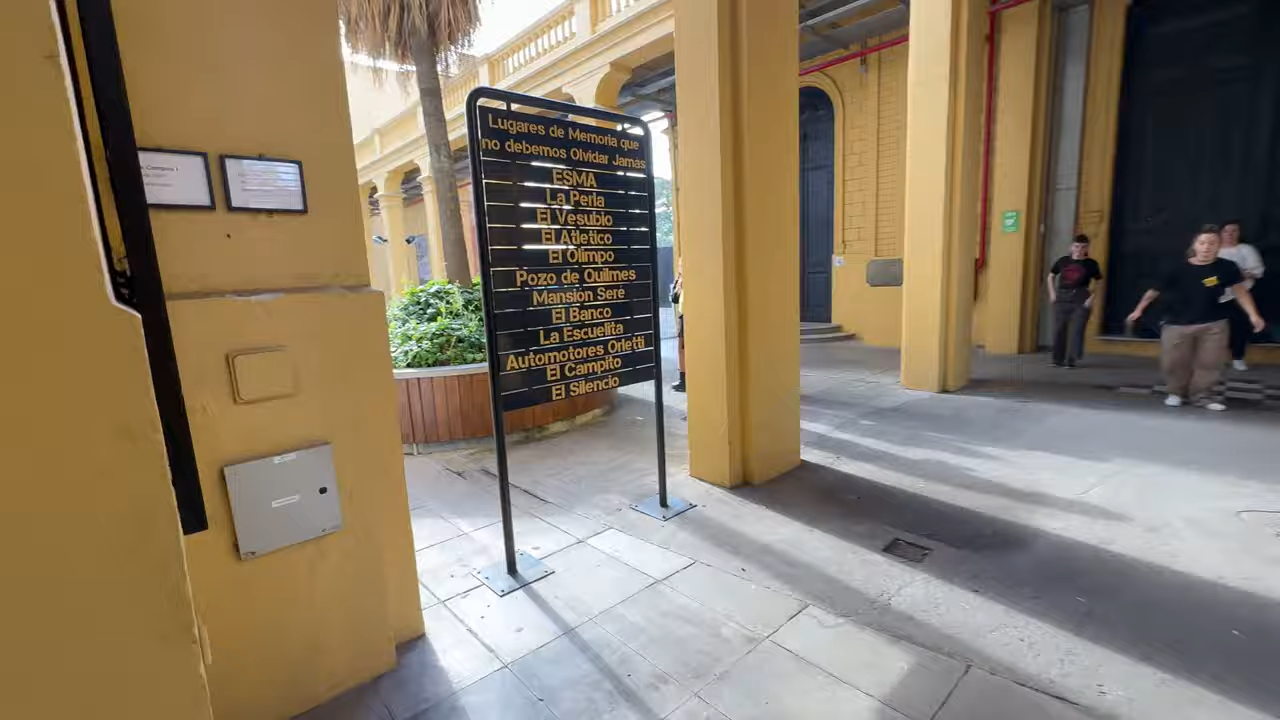 Lugares de Memoria que
no debemos Olvidar Jamas
ESMA
La Perla
El Vesubio
El Atletico
El Olimpo
Pozo de Quilmes
Mansión Seré
El Banco
La Escuelita
Automotores Orletti
El Campito
El Silencio